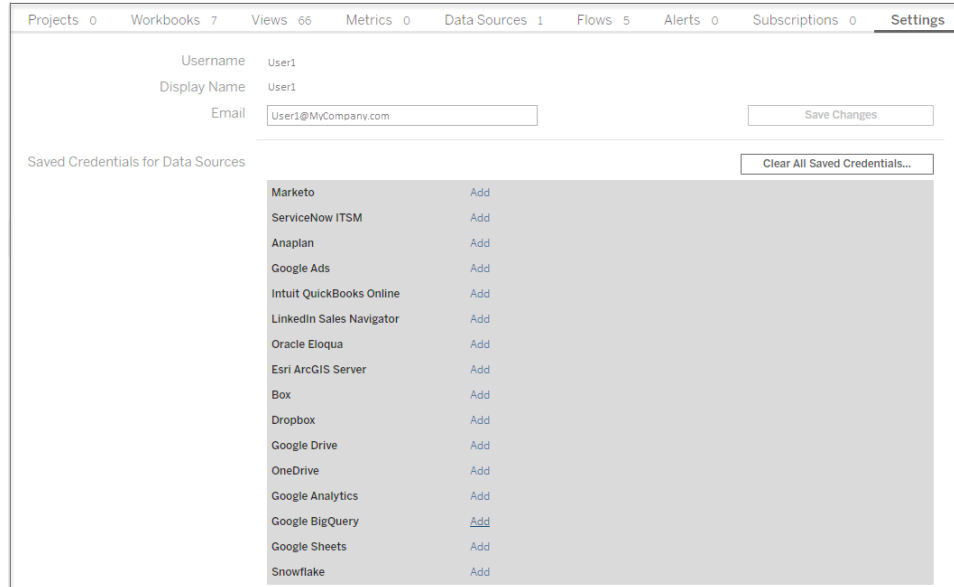 Projects 0 Workbooks 7 Views 66 Metrics 0 Data Sources 1 Flows 5 Alerts 0 Subscriptions 0 Settings
Username User1
Display Name User1
Email User1@MyCompany.com Save Changes
Saved Credentials for Data Sources Clear All Saved Credentials...
Marketo Add
ServiceNow ITSM Add
Anaplan Add
Google Ads Add
Intuit QuickBooks Online Add
LinkedIn Sales Navigator Add
Oracle Eloqua Add
Esri ArcGIS Server Add
Box Add
Dropbox Add
Google Drive Add
OneDrive Add
Google Analytics Add
Google BigQuery Add
Google Sheets Add
Snowflake Add